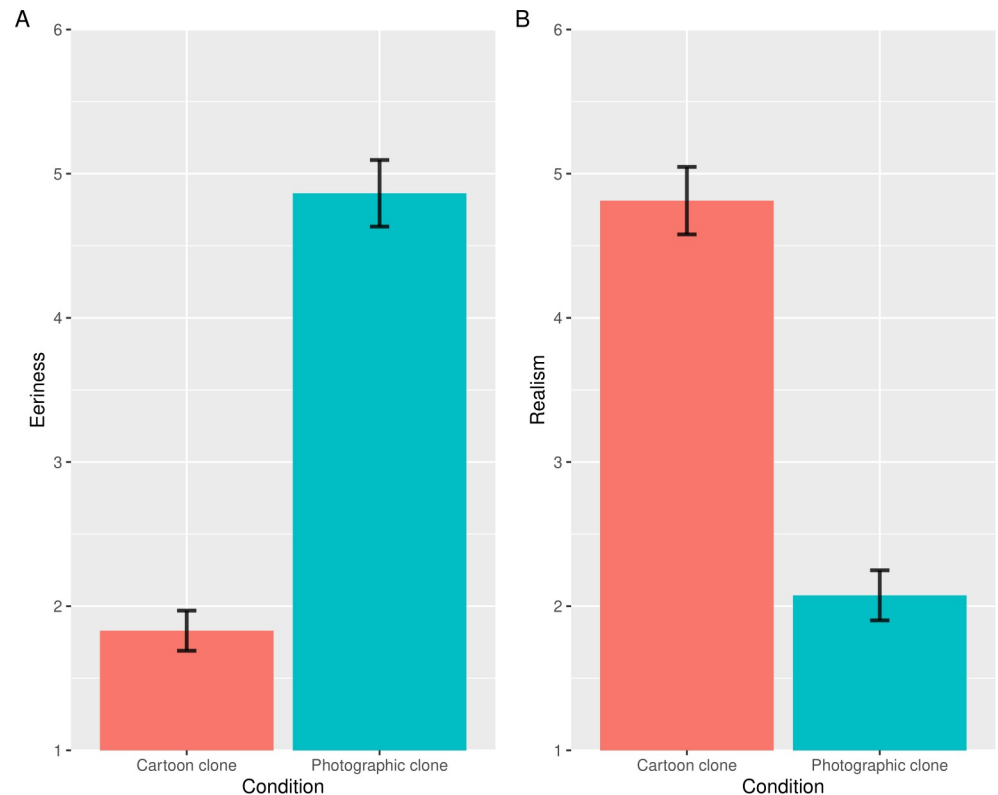 A
6
5
4
3
2
1
Eeriness
Cartoon clone
Photographic clone
Condition
B
6
5
4
3
2
1
Realism
Cartoon clone
Photographic clone
Condition